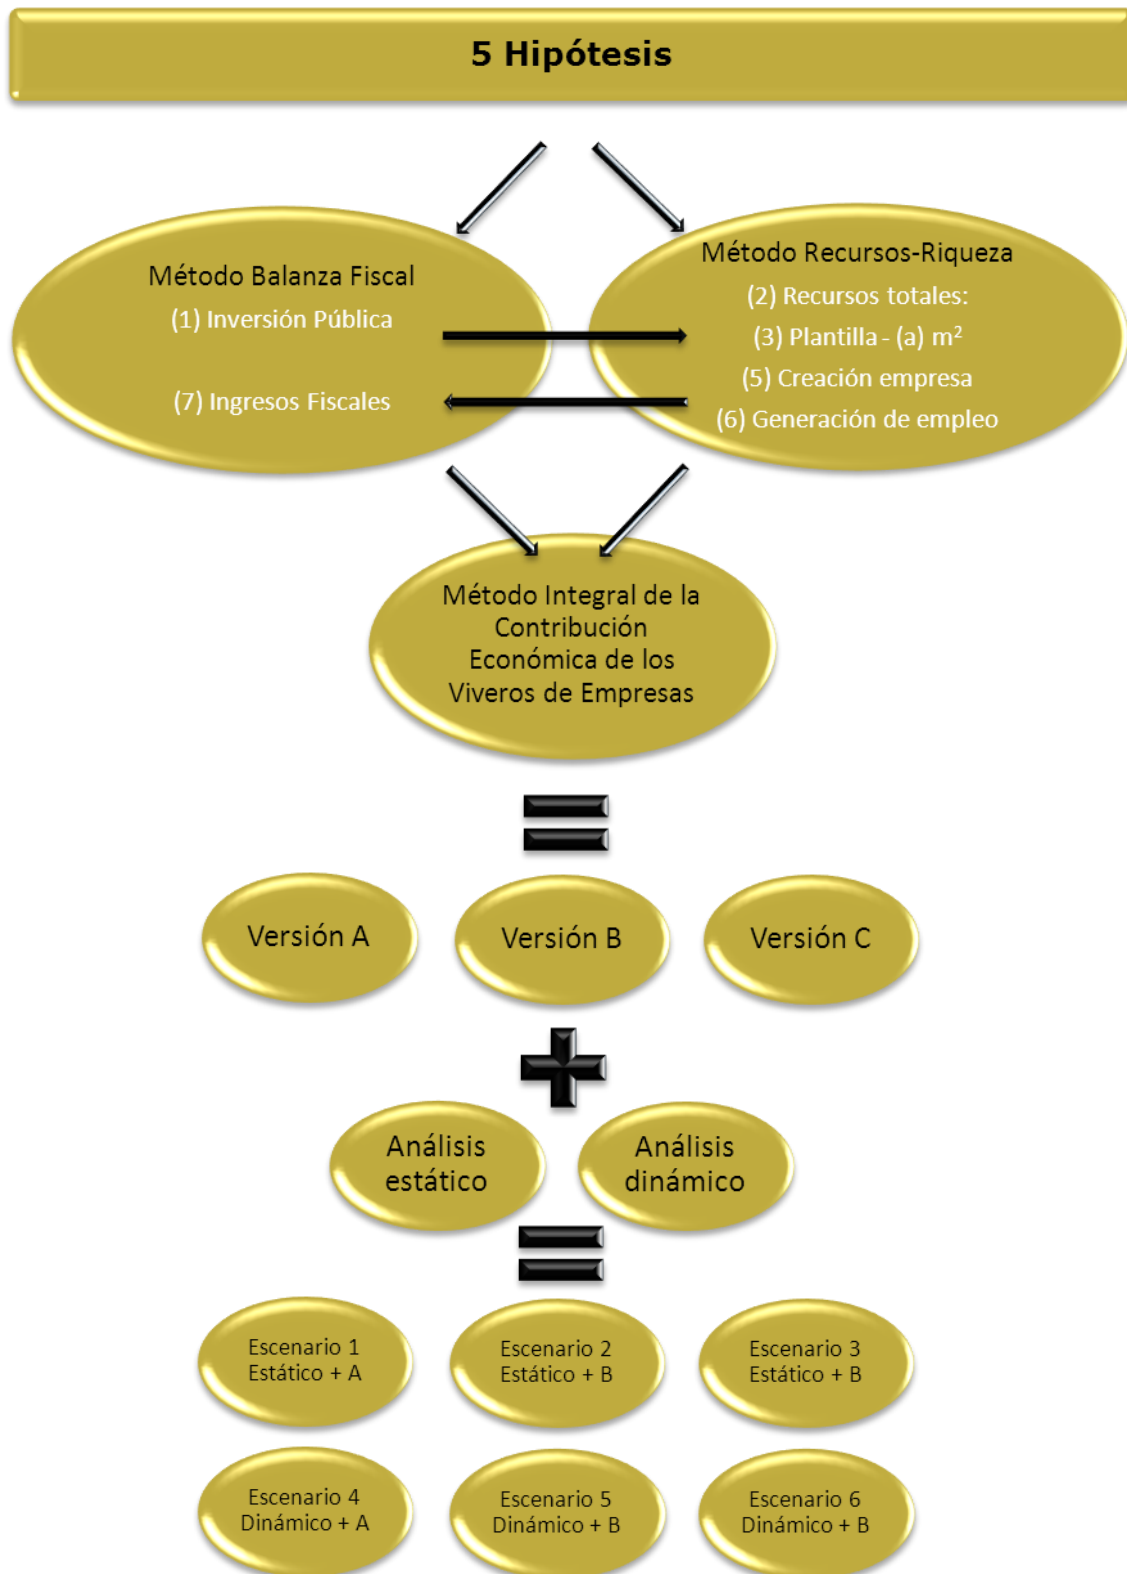 5 Hipótesis
Método Balanza Fiscal
(1) Inversión Pública
(7) Ingresos Fiscales
Método Recursos-Riqueza
(2) Recursos totales:
(3) Plantilla - (a) m²
(5) Creación empresa
(6) Generación de empleo
Método Integral de la
Contribución
Económica de los
Viveros de Empresas
Versión A
Versión B
Versión C
Análisis
estático
Análisis
dinámico
Escenario 1
Estático + A
Escenario 2
Estático + B
Escenario 3
Estático + B
Escenario 4
Dinámico + A
Escenario 5
Dinámico + B
Escenario 6
Dinámico + B